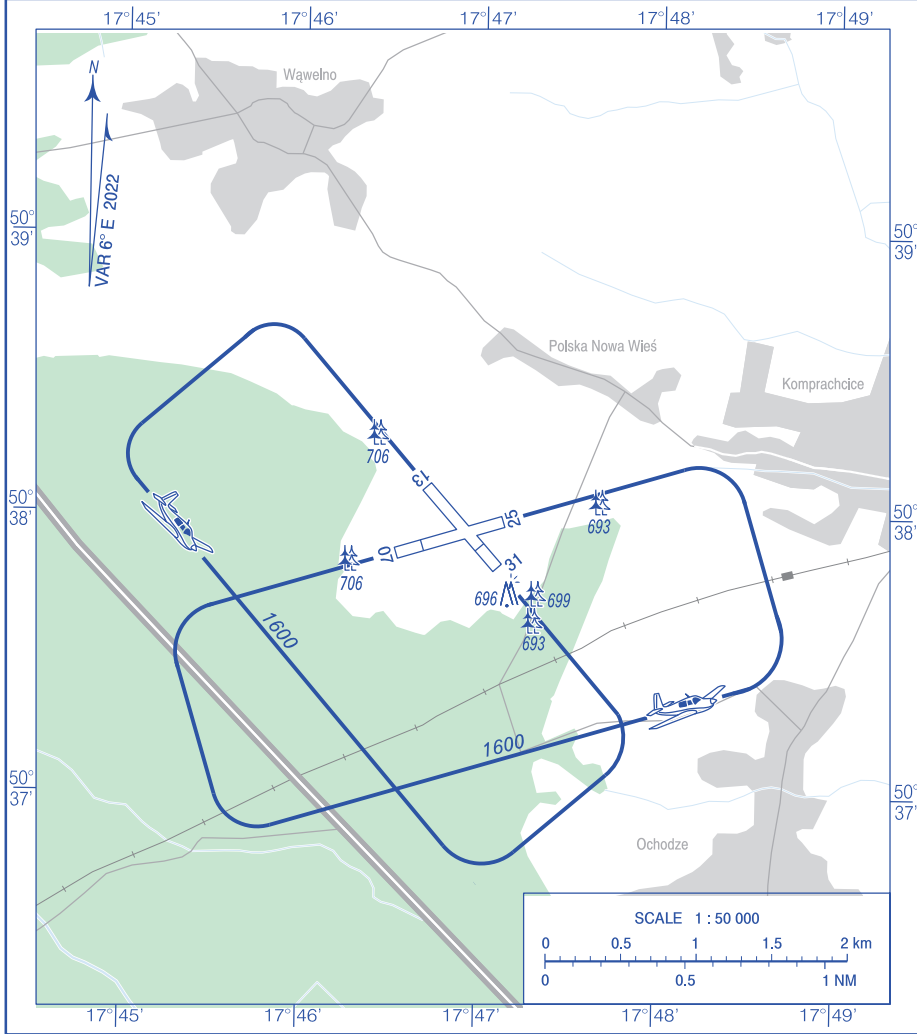 17°45' 17°46' 17°47' 17°48' 17°49'
N
VAR 6° E 2022
Wąwelno
50°
39'
50°
39'
Polska Nowa Wieś
Komprachcice
706
13
25
693
50°
38'
50°
38'
07
706
31
696
699
693
1600
1600
50°
37'
50°
37'
Ochodze
SCALE 1 : 50 000
0 0.5 1 1.5 2 km
0 0.5 1 NM
17°45' 17°46' 17°47' 17°48' 17°49'